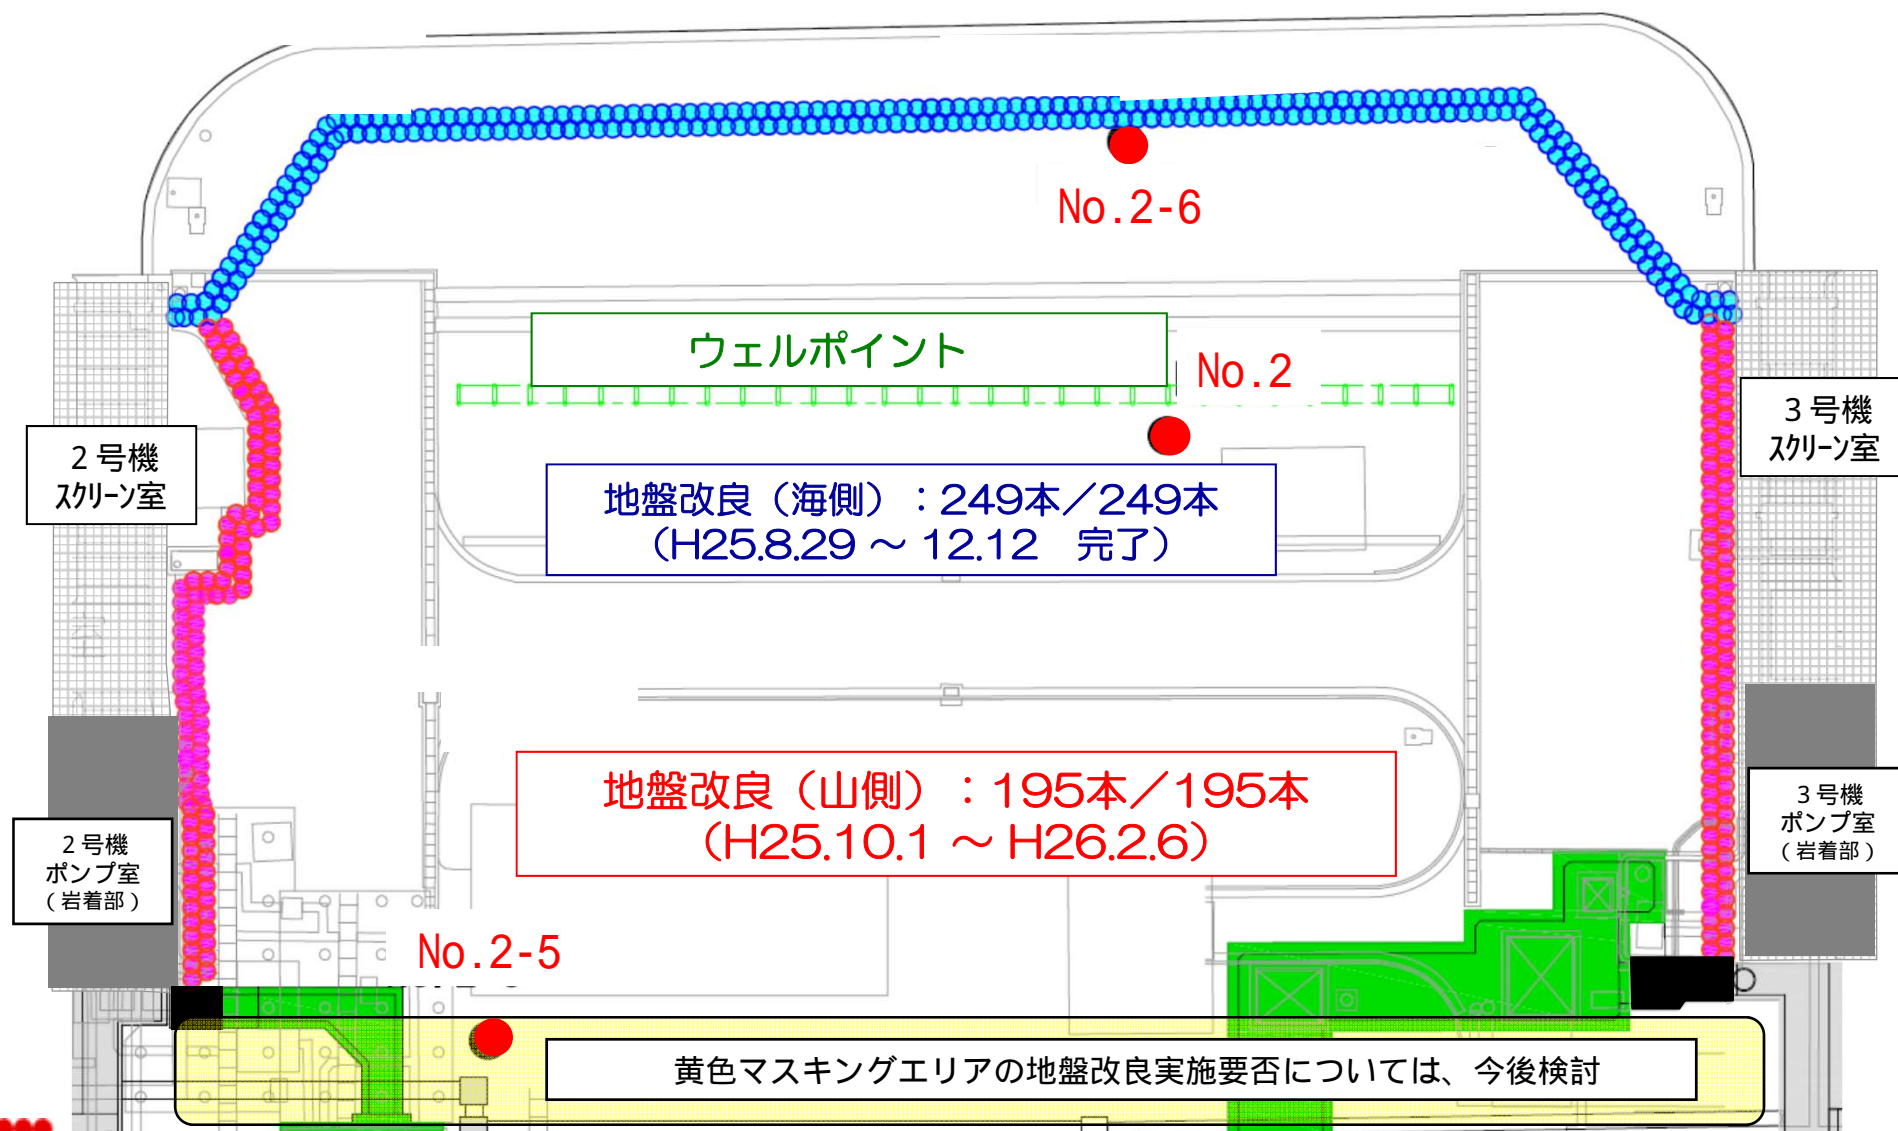 No.2-6
ウェルポイント
No.2
2号機
スクリーン室
3号機
スクリーン室
地盤改良（海側）：249本／249本
（H25.8.29 ～ 12.12　完了）
地盤改良（山側）：195本／195本
（H25.10.1 ～ H26.2.6）
2号機
ポンプ室
（岩着部）
3号機
ポンプ室
（岩着部）
No.2-5
黄色マスキングエリアの地盤改良実施要否については、今後検討